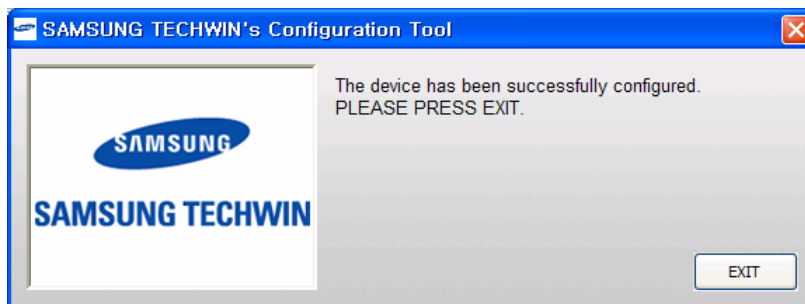 SAMSUNG TECHWIN's Configuration Tool
SAMSUNG
SAMSUNG TECHWIN
The device has been successfully configured.
PLEASE PRESS EXIT.
EXIT